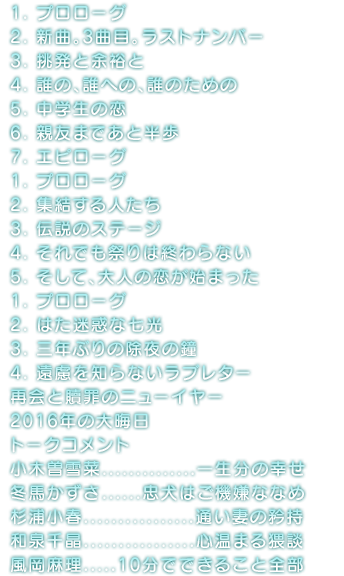 1. プロローグ
2. 新曲。3曲目。ラストナンバー
3. 挑発と余裕と
4. 誰の、誰への、誰のための
5. 中学生の恋
6. 親友まであと半歩
7. エピローグ
1. プロローグ
2. 集結する人たち
3. 伝説のステージ
4. それでも祭りは終わらない
5. そして、大人の恋が始まった
1. プロローグ
2. はた迷惑な七光
3. 三年ぶりの除夜の鐘
4. 遠慮を知らないラブレター
再会と贖罪のニューイヤー
2016年の大晦日
トークコメント
小木曽雪菜...............一生分の幸せ
冬馬かずさ.......忠犬はご機嫌ななめ
杉浦小春..................通い妻の矜持
和泉千晶..................心温まる猥談
風岡麻理.....10分でできること全部